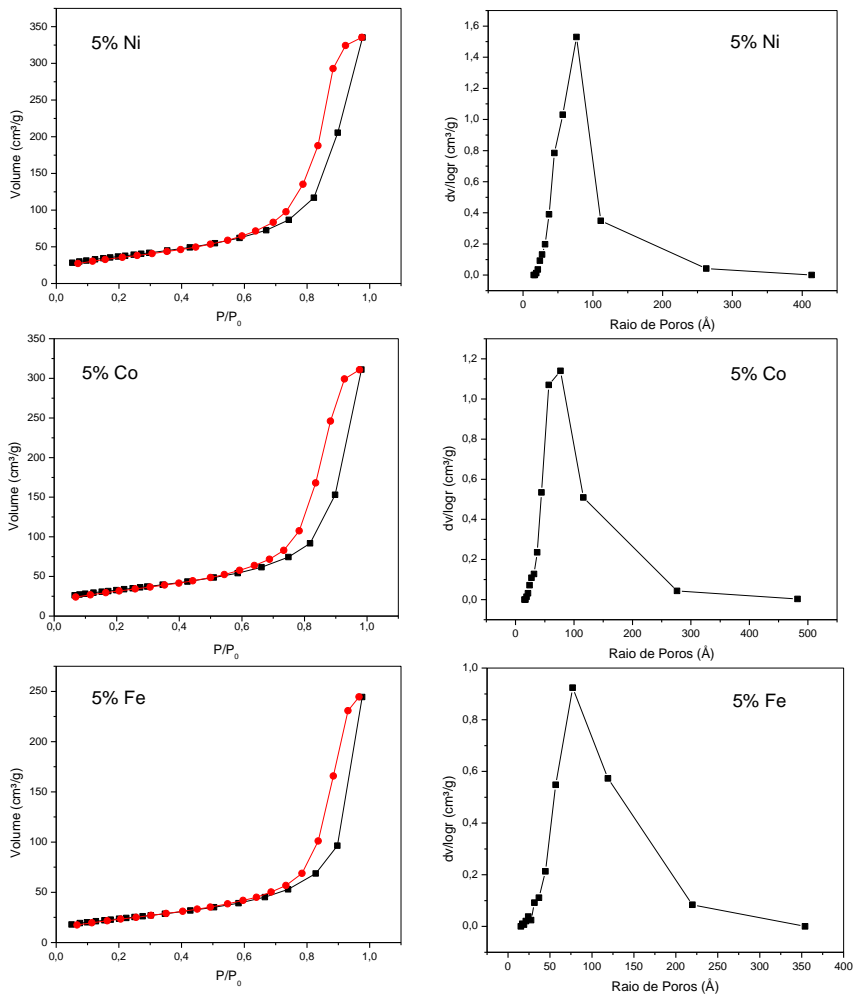 5% Ni
Volume (cm³/g)
350
300
250
200
150
100
50
0
0,0 0,2 0,4 0,6 0,8 1,0
P/P₀
5% Ni
dv/logr (cm³/g)
1,6
1,4
1,2
1,0
0,8
0,6
0,4
0,2
0,0
0 100 200 300 400
Raio de Poros (Å)
5% Co
Volume (cm³/g)
350
300
250
200
150
100
50
0
0,0 0,2 0,4 0,6 0,8 1,0
P/P₀
5% Co
dv/logr (cm³/g)
1,2
1,0
0,8
0,6
0,4
0,2
0,0
0 100 200 300 400 500
Raio de Poros (Å)
5% Fe
Volume (cm³/g)
250
200
150
100
50
0
0,0 0,2 0,4 0,6 0,8 1,0
P/P₀
5% Fe
dv/logr (cm³/g)
1,0
0,8
0,6
0,4
0,2
0,0
0 50 100 150 200 250 300 350 400
Raio de Poros (Å)